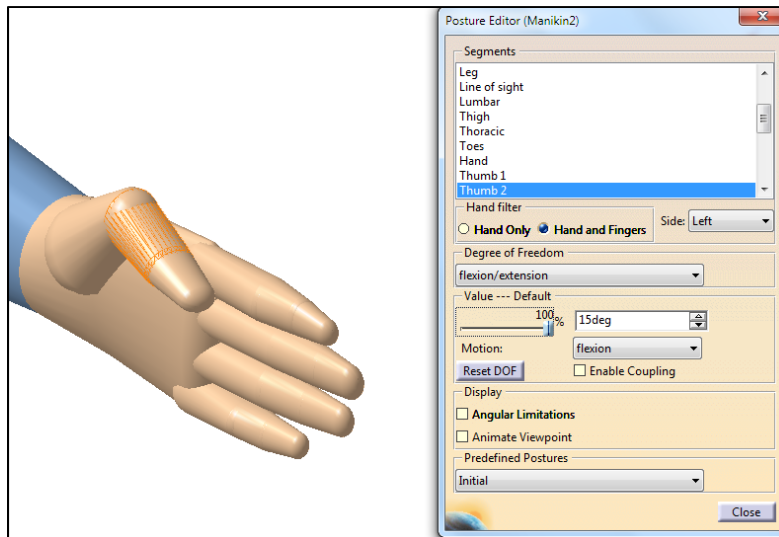 Posture Editor (Manikin2)
Segments
Leg
Line of sight
Lumbar
Thigh
Thoracic
Toes
Hand
Thumb 1
Thumb 2
Hand filter
Hand Only Hand and Fingers Side: Left
Degree of Freedom
flexion/extension
Value --- Default
100 % 15deg
Motion: flexion
Reset DOF Enable Coupling
Display
Angular Limitations
Animate Viewpoint
Predefined Postures
Initial
Close